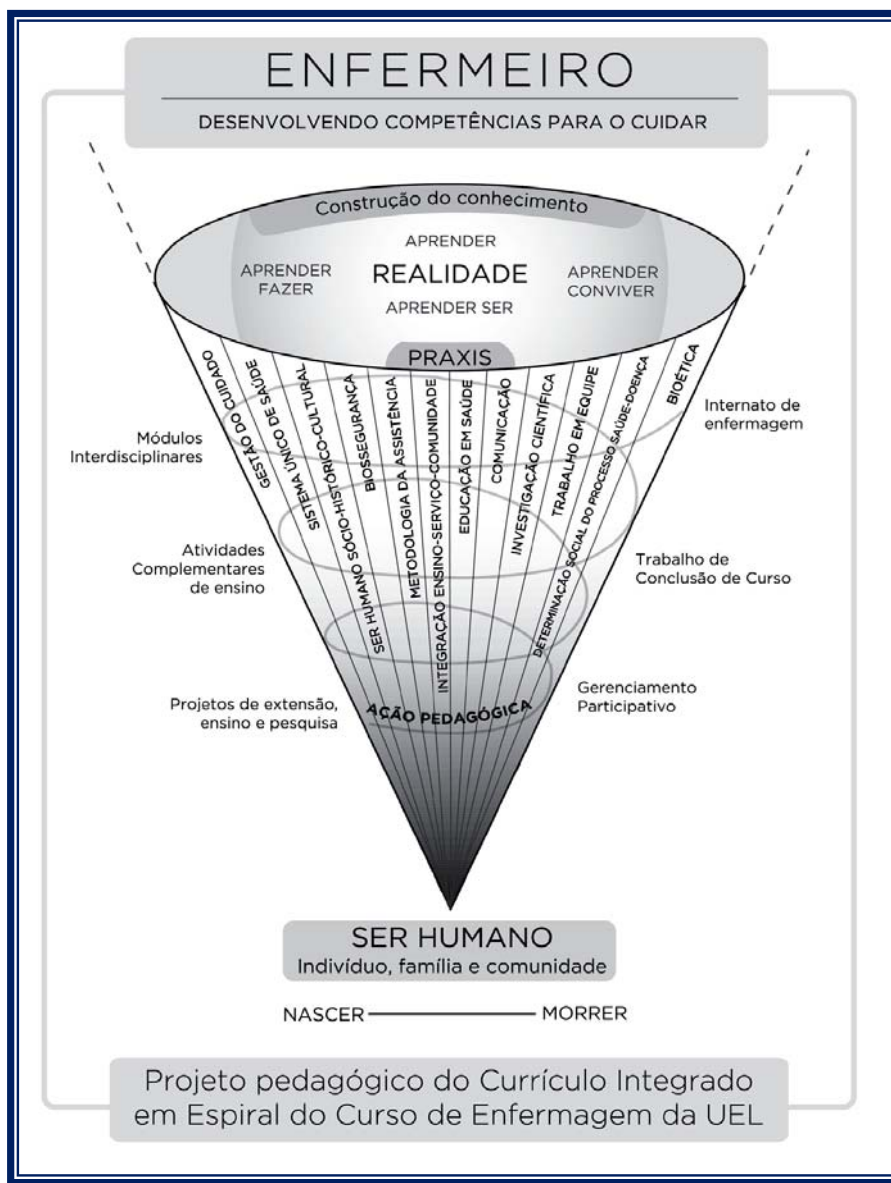 ENFERMEIRO
DESENVOLVENDO COMPETÊNCIAS PARA O CUIDAR
Construção do conhecimento
APRENDER
APRENDER
FAZER
REALIDADE
APRENDER
CONVIVER
APRENDER SER
PRAXIS
GESTÃO DO CUIDADO
SISTEMA ÚNICO DE SAÚDE
SER HUMANO SÓCIO-HISTÓRICO-CULTURAL
BIOSSEGURANÇA
METODOLOGIA DA ASSISTÊNCIA
INTEGRAÇÃO ENSINO-SERVIÇO-COMUNIDADE
EDUCAÇÃO EM SAÚDE
COMUNICAÇÃO
INVESTIGAÇÃO CIENTÍFICA
TRABALHO EM EQUIPE
DETERMINAÇÃO SOCIAL DO PROCESSO SAÚDE-DOENÇA
BIOÉTICA
Módulos
Interdisciplinares
Internato de
enfermagem
Atividades
Complementares
de ensino
Trabalho de
Conclusão de Curso
Projetos de extensão,
ensino e pesquisa
Gerenciamento
Participativo
AÇÃO PEDAGÓGICA
SER HUMANO
Indivíduo, família e comunidade
NASCER MORRER
Projeto pedagógico do Currículo Integrado
em Espiral do Curso de Enfermagem da UEL